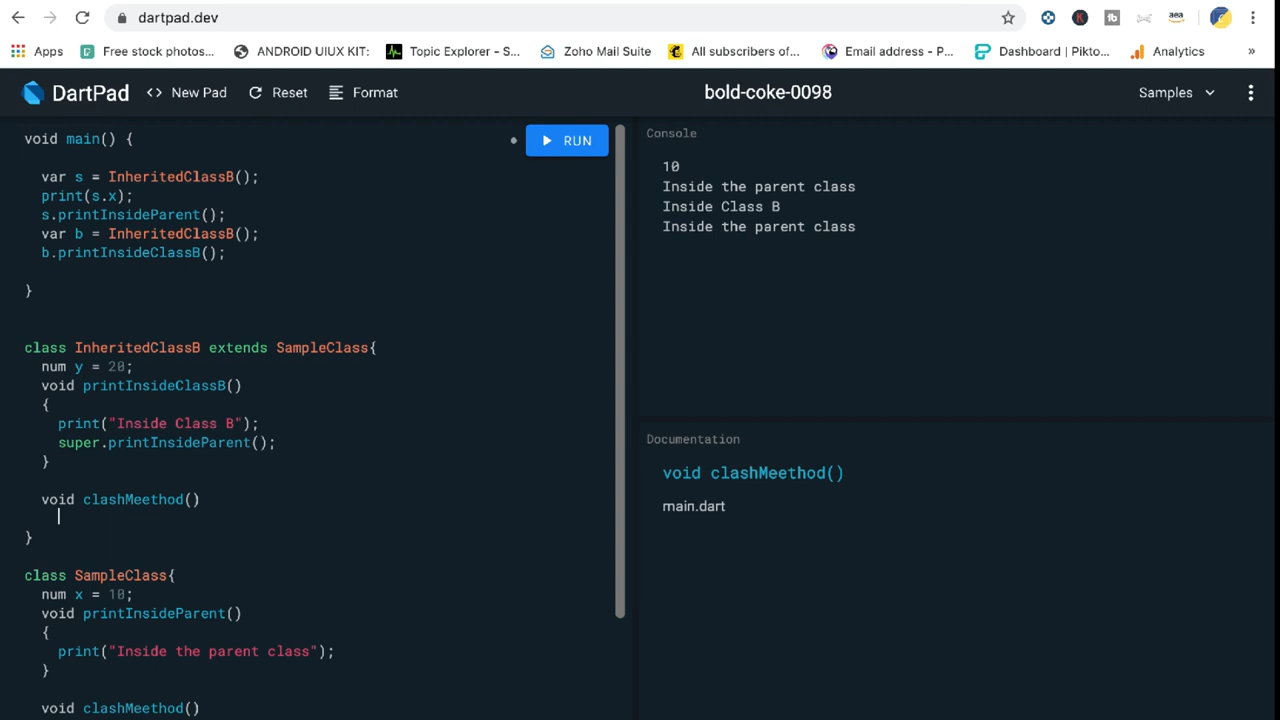 dartpad.dev
Apps Free stock photos... ANDROID UIUX KIT: Topic Explorer - S... Zoho Mail Suite All subscribers of... Email address - P... Dashboard | Pikto... Analytics »
DartPad <> New Pad Reset Format bold-coke-0098 Samples
void main() {
RUN
var s = InheritedClassB();
print(s.x);
s.printInsideParent();
var b = InheritedClassB();
b.printInsideClassB();
}
class InheritedClassB extends SampleClass{
num y = 20;
void printInsideClassB()
{
print("Inside Class B");
super.printInsideParent();
}
void clashMeethod()
}
class SampleClass{
num x = 10;
void printInsideParent()
{
print("Inside the parent class");
}
void clashMeethod()
Console
10
Inside the parent class
Inside Class B
Inside the parent class
Documentation
void clashMeethod()
main.dart